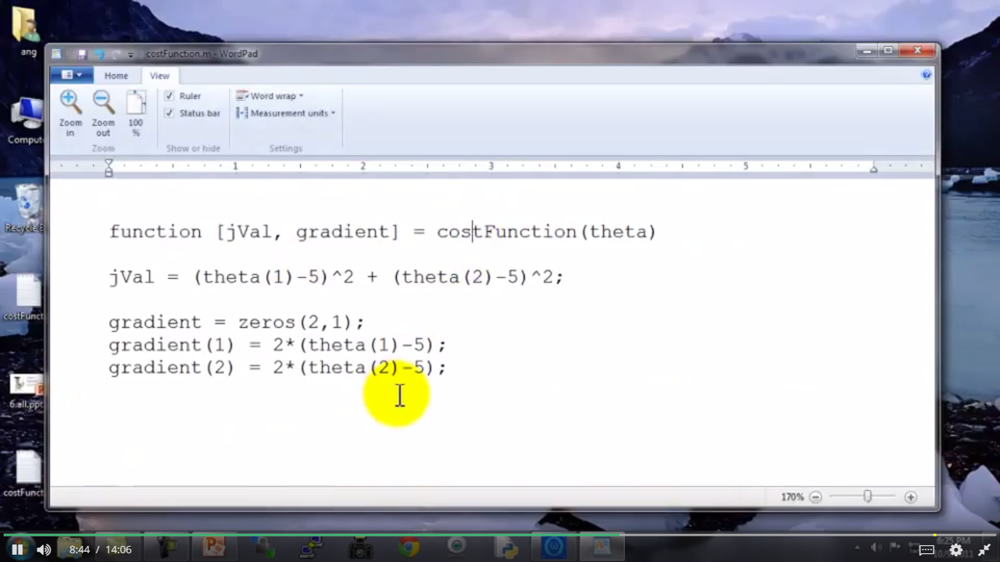 ang
costFunction.m - WordPad
Home
View
Ruler
Word wrap
Status bar
Measurement units
Zoom in
Zoom out
100 %
Zoom
Show or hide
Settings
1 2 3 4 5
function [jVal, gradient] = costFunction(theta)
jVal = (theta(1)-5)^2 + (theta(2)-5)^2;
gradient = zeros(2,1);
gradient(1) = 2*(theta(1)-5);
gradient(2) = 2*(theta(2)-5);
170%
Comput
Recycle
costFunct
6.all.ppt
costFunct
8:44 / 14:06
6:25 PM